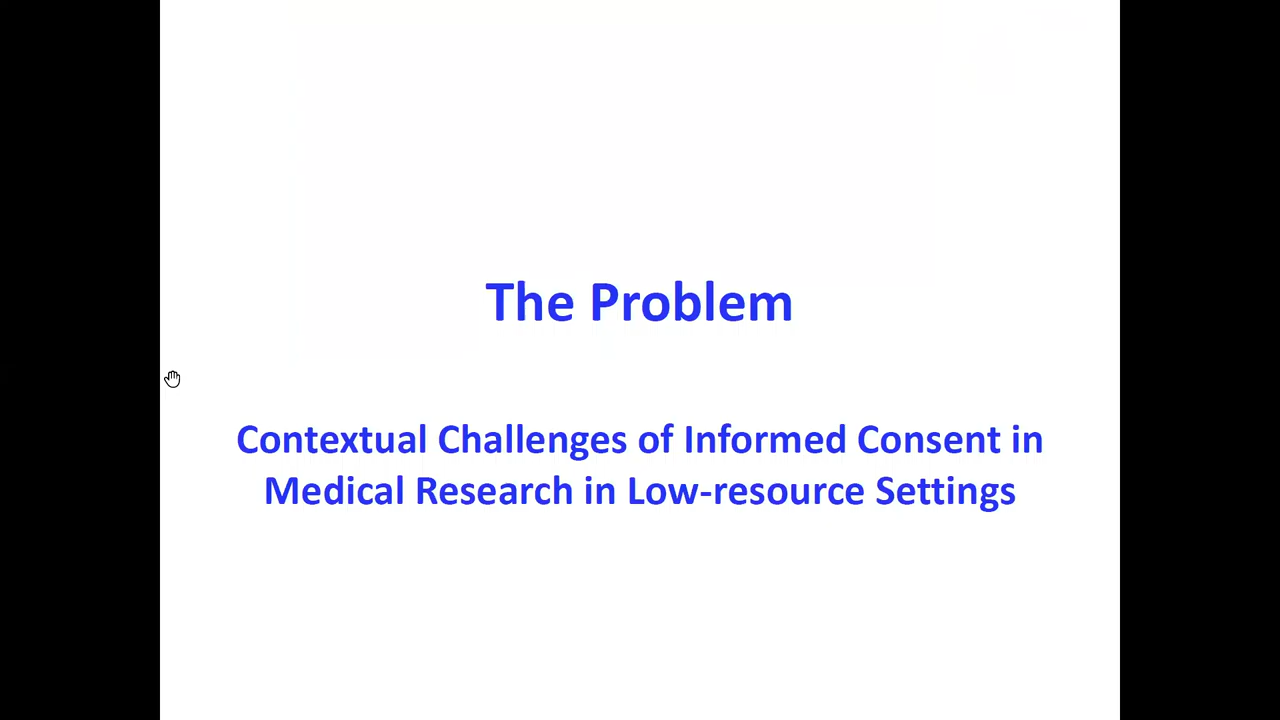 The Problem
Contextual Challenges of Informed Consent in
Medical Research in Low-resource Settings